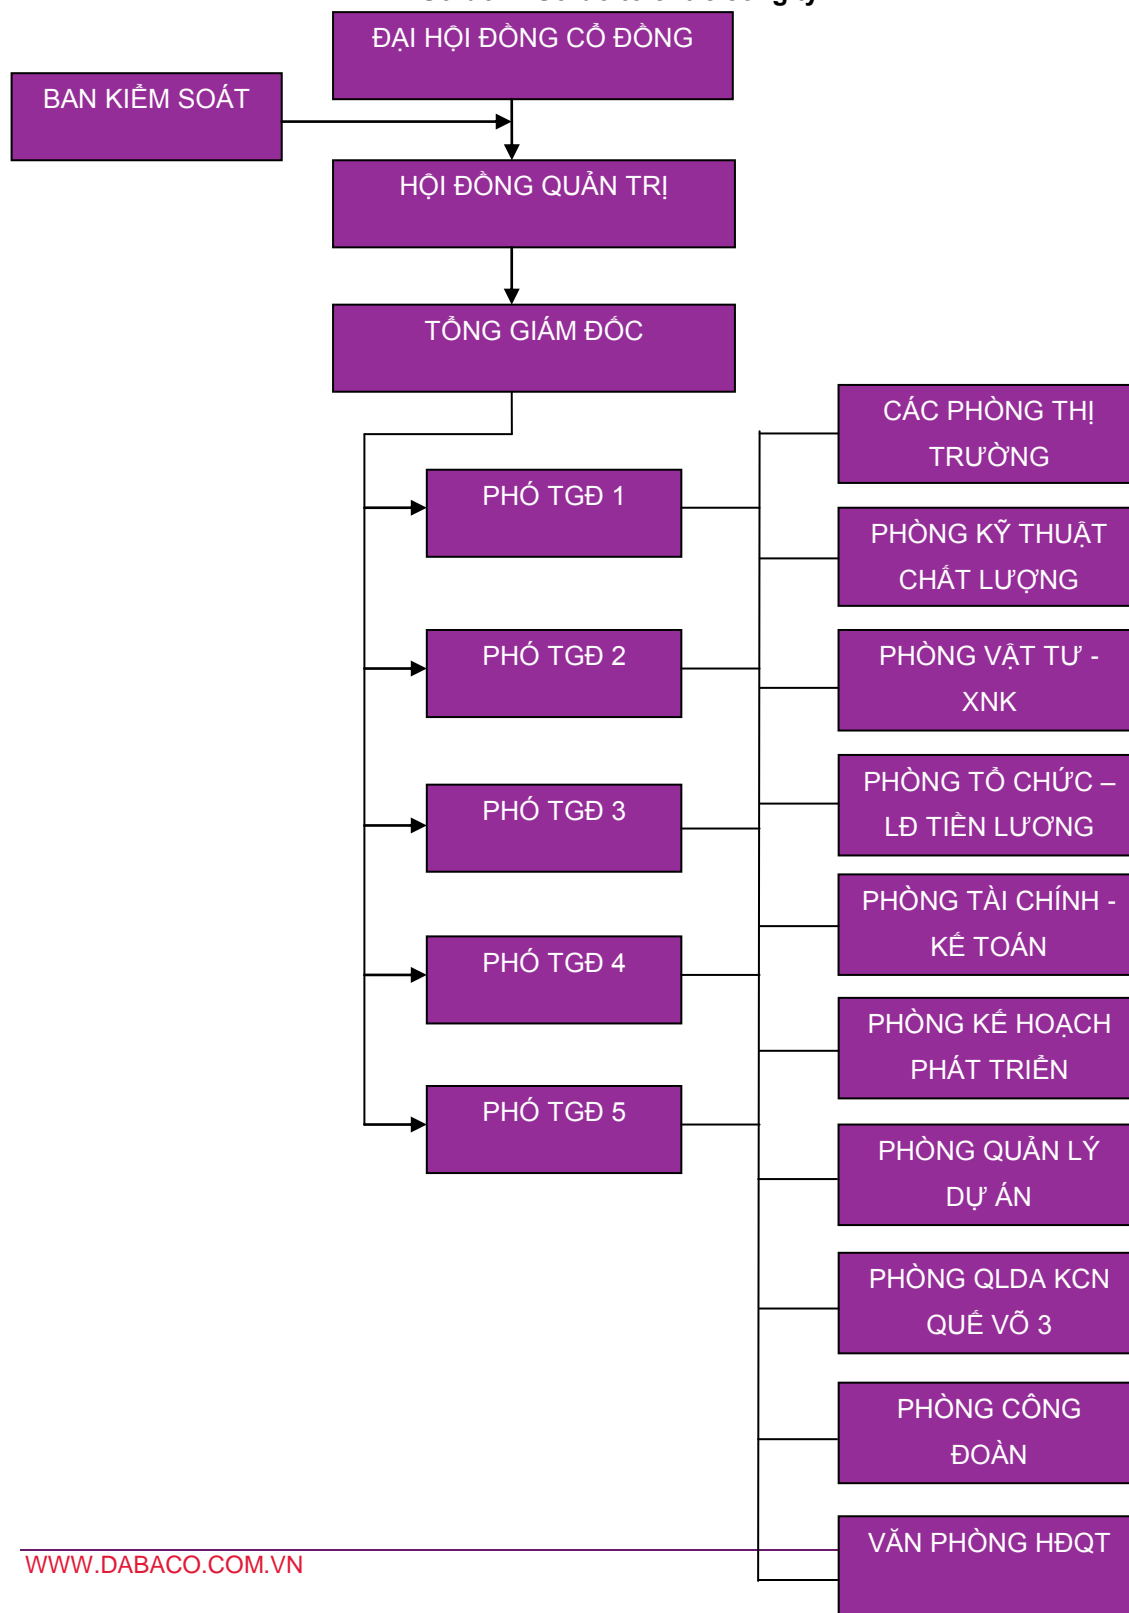 ĐẠI HỘI ĐỒNG CỔ ĐỒNG
BAN KIỂM SOÁT
HỘI ĐỒNG QUẢN TRỊ
TỔNG GIÁM ĐỐC
PHÓ TGĐ 1
PHÓ TGĐ 2
PHÓ TGĐ 3
PHÓ TGĐ 4
PHÓ TGĐ 5
CÁC PHÒNG THỊ
TRƯỜNG
PHÒNG KỸ THUẬT
CHẤT LƯỢNG
PHÒNG VẬT TƯ -
XNK
PHÒNG TỔ CHỨC –
LĐ TIỀN LƯƠNG
PHÒNG TÀI CHÍNH -
KẾ TOÁN
PHÒNG KẾ HOẠCH
PHÁT TRIỂN
PHÒNG QUẢN LÝ
DỰ ÁN
PHÒNG QLDA KCN
QUẾ VÕ 3
PHÒNG CÔNG
ĐOÀN
VĂN PHÒNG HĐQT
WWW.DABACO.COM.VN